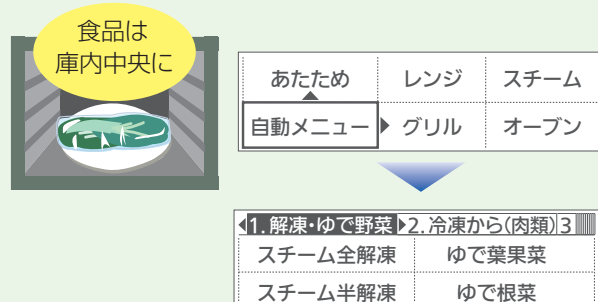 食品は
庫内中央に
あたため レンジ スチーム
自動メニュー グリル オーブン
1.解凍・ゆで野菜 2.冷凍から(肉類) 3
スチーム全解凍 ゆで葉果菜
スチーム半解凍 ゆで根菜